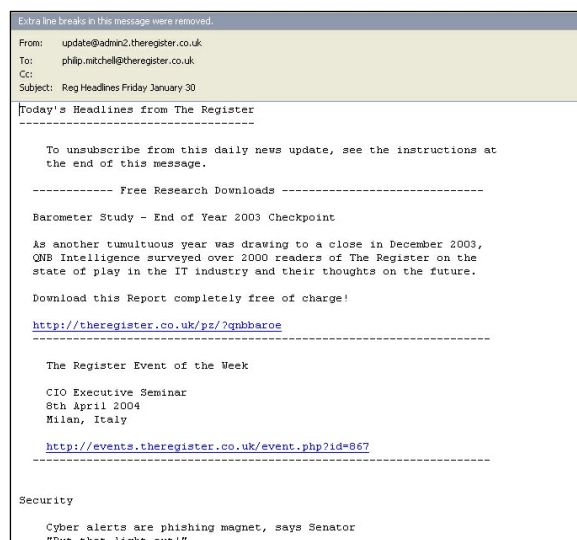 Extra line breaks in this message were removed.
From: update@admin2.theregister.co.uk
To: philip.mitchell@theregister.co.uk
Cc:
Subject: Reg Headlines Friday January 30
Today's Headlines from The Register
-----------------------------------
To unsubscribe from this daily news update, see the instructions at
the end of this message.
------------ Free Research Downloads ------------------------------
Barometer Study - End of Year 2003 Checkpoint
As another tumultuous year was drawing to a close in December 2003,
QNB Intelligence surveyed over 2000 readers of The Register on the
state of play in the IT industry and their thoughts on the future.
Download this Report completely free of charge!
http://theregister.co.uk/pz/?qnbbaroe
--------------------------------------------------------------------
The Register Event of the Week
CIO Executive Seminar
8th April 2004
Milan, Italy
http://events.theregister.co.uk/event.php?id=867
--------------------------------------------------------------------
Security
Cyber alerts are phishing magnet, says Senator
"Put that light out!"